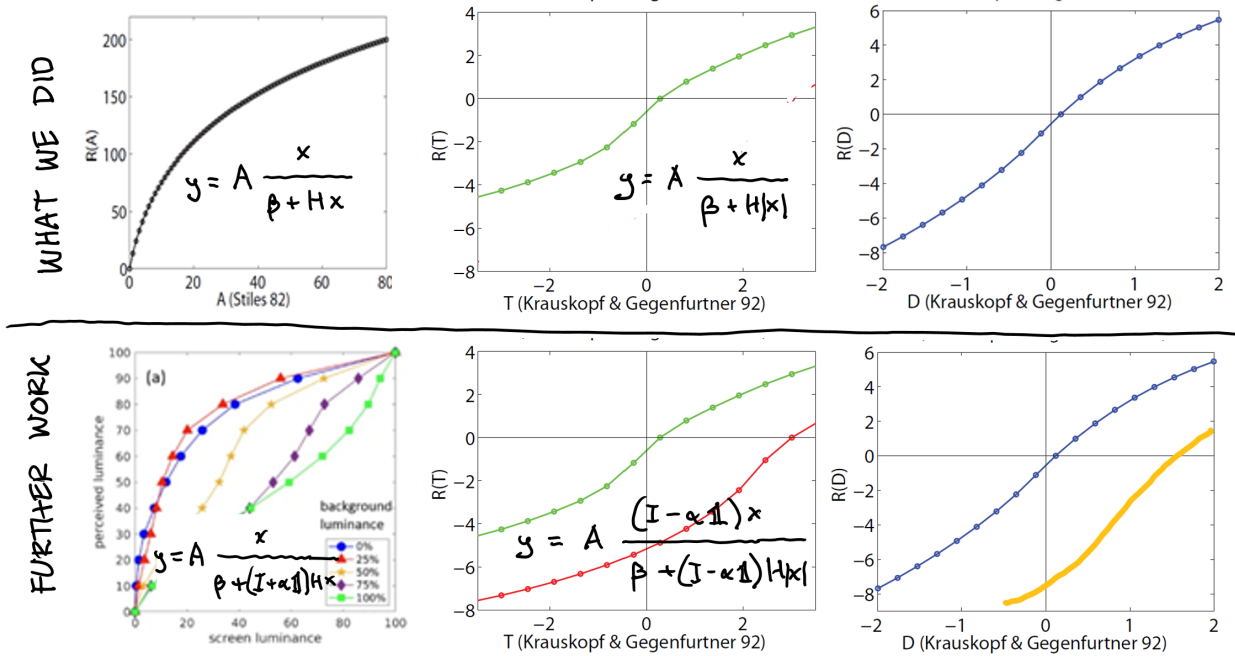 WHAT WE DID
200
150
100
50
0
R(A)
0 20 40 60 80
A (Stiles 82)
y = A x / (β + H x)
4
2
0
−2
−4
−6
−8
R(T)
−2 0 2
T (Krauskopf & Gegenfurtner 92)
y = A x / (β + H|x|)
6
4
2
0
−2
−4
−6
−8
R(D)
−2 −1 0 1 2
D (Krauskopf & Gegenfurtner 92)
FURTHER WORK
(a)
100
90
80
70
60
50
40
30
20
10
0
perceived luminance
0 20 40 60 80 100
screen luminance
background
luminance
0%
25%
50%
75%
100%
y = A x / (β + (I + α𝟙) H x)
4
2
0
−2
−4
−6
−8
R(T)
−2 0 2
T (Krauskopf & Gegenfurtner 92)
y = A (I − α𝟙) x / (β + (I − α𝟙) H|x|)
6
4
2
0
−2
−4
−6
−8
R(D)
−2 −1 0 1 2
D (Krauskopf & Gegenfurtner 92)